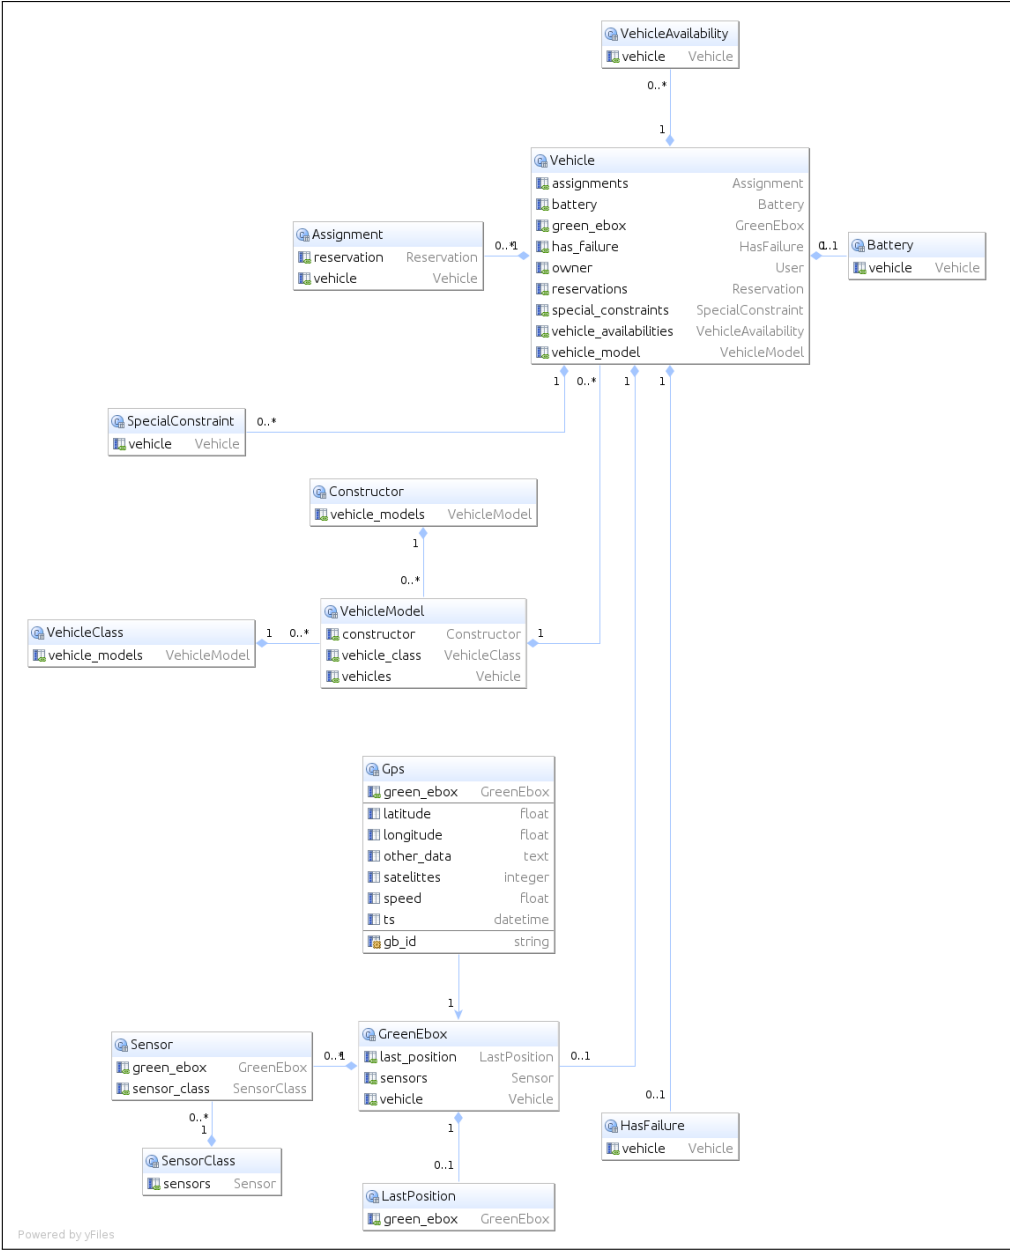 VehicleAvailability
vehicle Vehicle
0..*
1
Vehicle
assignments Assignment
battery Battery
green_ebox GreenEbox
has_failure HasFailure
owner User
reservations Reservation
special_constraints SpecialConstraint
vehicle_availabilities VehicleAvailability
vehicle_model VehicleModel
Assignment
reservation Reservation
vehicle Vehicle
0..*
1
0..1
1
Battery
vehicle Vehicle
1
0..*
1
1
SpecialConstraint
vehicle Vehicle
0..*
Constructor
vehicle_models VehicleModel
1
0..*
VehicleClass
vehicle_models VehicleModel
1
0..*
VehicleModel
constructor Constructor
vehicle_class VehicleClass
vehicles Vehicle
1
Gps
green_ebox GreenEbox
latitude float
longitude float
other_data text
satelittes integer
speed float
ts datetime
gb_id string
1
GreenEbox
last_position LastPosition
sensors Sensor
vehicle Vehicle
0..1
Sensor
green_ebox GreenEbox
sensor_class SensorClass
0..*
1
0..*
1
SensorClass
sensors Sensor
1
0..1
LastPosition
green_ebox GreenEbox
0..1
HasFailure
vehicle Vehicle
Powered by yFiles